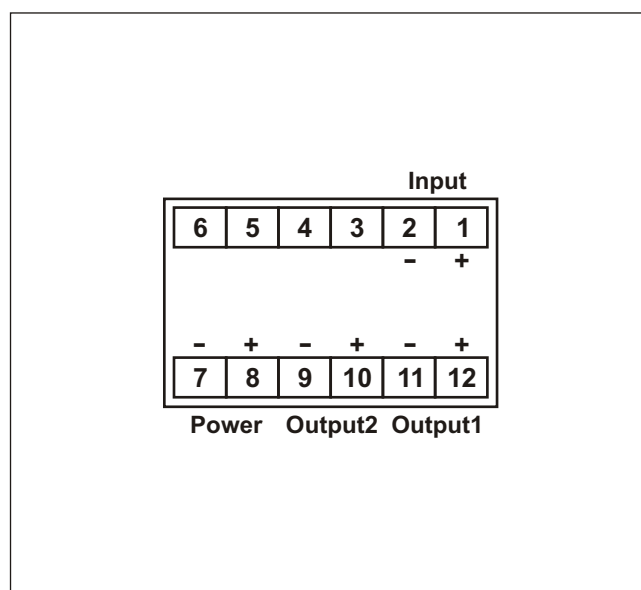 Input
6 5 4 3 2 1
- +
- + - + - +
7 8 9 10 11 12
Power Output2 Output1